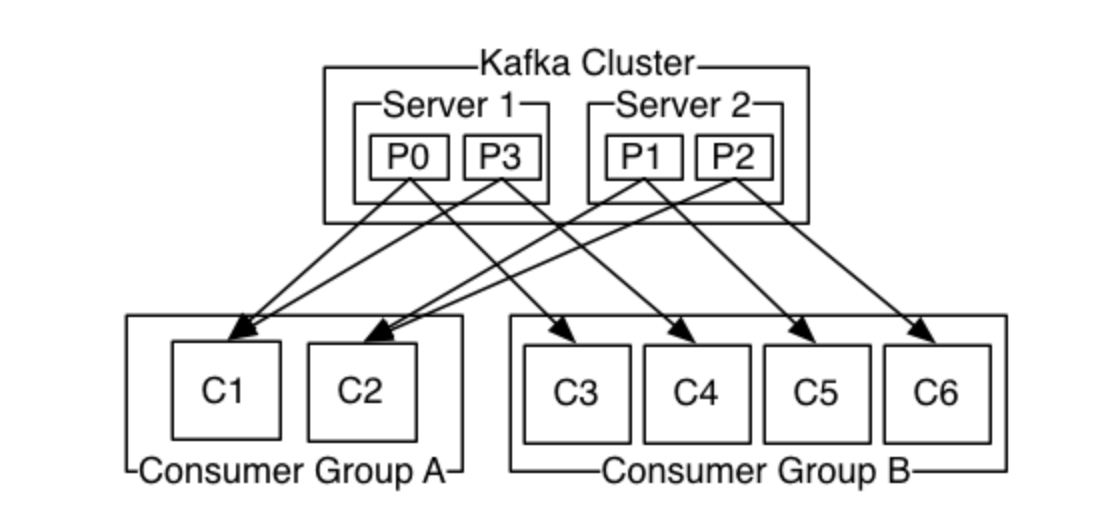 Kafka Cluster
Server 1 Server 2
P0 P3 P1 P2
C1 C2 C3 C4 C5 C6
Consumer Group A Consumer Group B